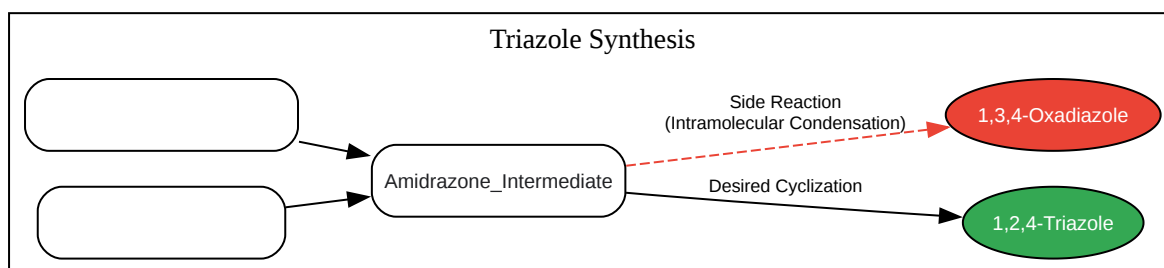 Triazole Synthesis
Side Reaction
(Intramolecular Condensation)
1,3,4-Oxadiazole
Amidrazone_Intermediate
Desired Cyclization
1,2,4-Triazole